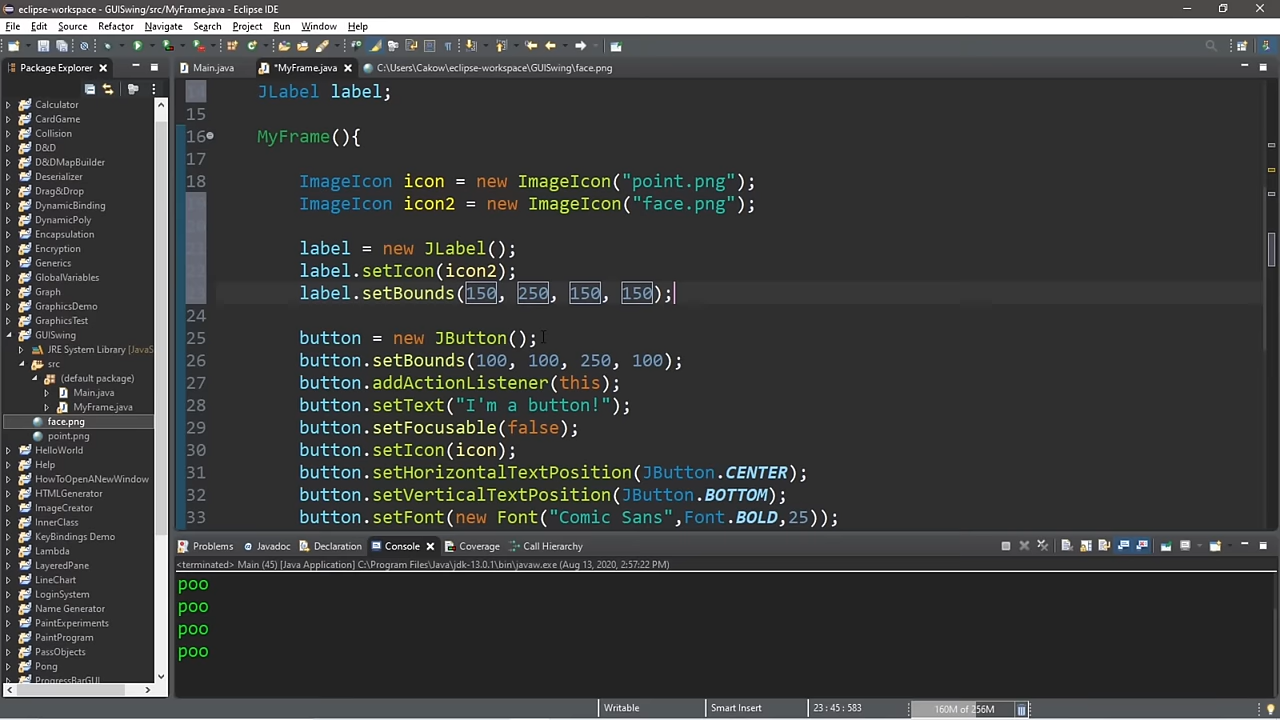 eclipse-workspace - GUISwing/src/MyFrame.java - Eclipse IDE
File Edit Source Refactor Navigate Search Project Run Window Help
Package Explorer
Main.java *MyFrame.java C:\Users\Cakow\eclipse-workspace\GUISwing\face.png
Calculator
CardGame
Collision
D&D
D&DMapBuilder
Deserializer
Drag&Drop
DynamicBinding
DynamicPoly
Encapsulation
Encryption
Generics
GlobalVariables
GraphicsDemo
GraphicsTest
GUISwing
JRE System Library [JavaS
src
(default package)
Main.java
MyFrame.java
face.png
point.png
HelloWorld
Help
HowToOpenANewWindow
HTMLGenerator
ImageCreator
InnerClass
KeyBindings Demo
Lambda
LayeredPane
LineChart
LoginSystem
Name Generator
PaintExperiments
PaintProgram
PassObjects
Pong
ProgressBarGUI
14 JLabel label;
15
16 MyFrame(){
17
18 ImageIcon icon = new ImageIcon("point.png");
ImageIcon icon2 = new ImageIcon("face.png");
label = new JLabel();
label.setIcon(icon2);
label.setBounds(150, 250, 150, 150);
24
25 button = new JButton();
26 button.setBounds(100, 100, 250, 100);
27 button.addActionListener(this);
28 button.setText("I'm a button!");
29 button.setFocusable(false);
30 button.setIcon(icon);
31 button.setHorizontalTextPosition(JButton.CENTER);
32 button.setVerticalTextPosition(JButton.BOTTOM);
33 button.setFont(new Font("Comic Sans",Font.BOLD,25));
Problems Javadoc Declaration Console Coverage Call Hierarchy
<terminated> Main (45) [Java Application] C:\Program Files\Java\jdk-13.0.1\bin\javaw.exe (Aug 13, 2020, 2:57:22 PM)
poo
poo
poo
poo
Writable Smart Insert 23 : 45 : 583 160M of 256M